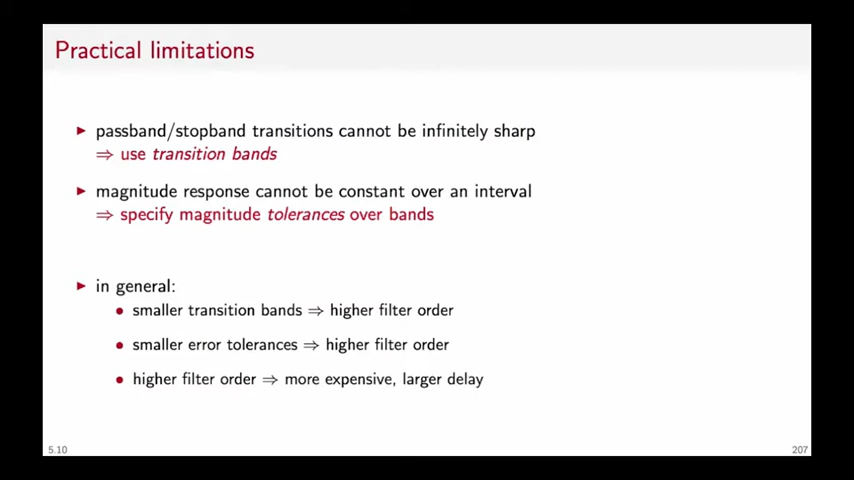 Practical limitations
▶ passband/stopband transitions cannot be infinitely sharp
⇒ use transition bands
▶ magnitude response cannot be constant over an interval
⇒ specify magnitude tolerances over bands
▶ in general:
• smaller transition bands ⇒ higher filter order
• smaller error tolerances ⇒ higher filter order
• higher filter order ⇒ more expensive, larger delay
5.10
207